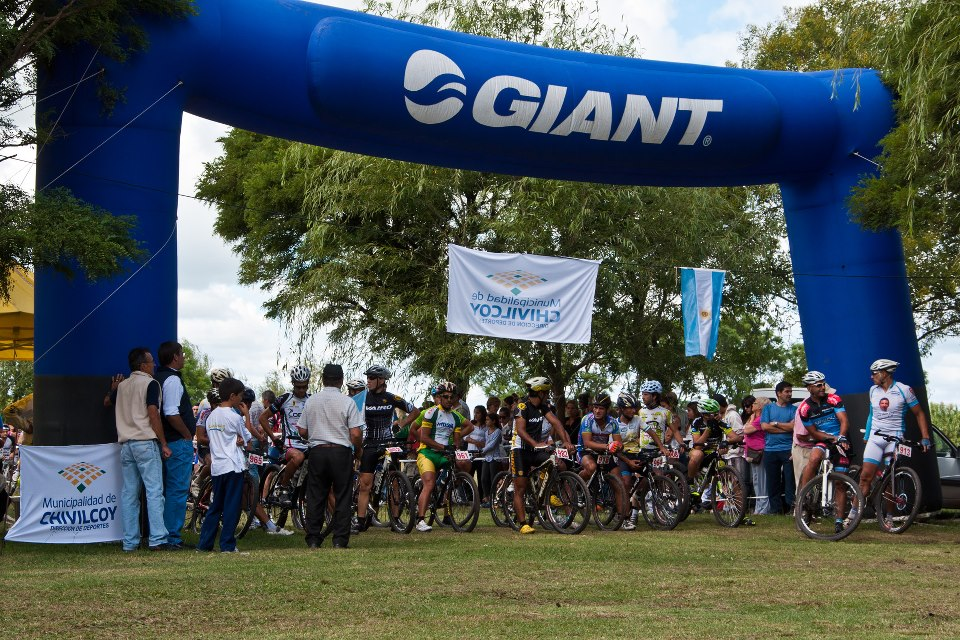 GIANT®
Municipalidad de
CHIVILCOY
DIRECCIÓN DE DEPORTES
Municipalidad de
CHIVILCOY
DIRECCIÓN DE DEPORTES